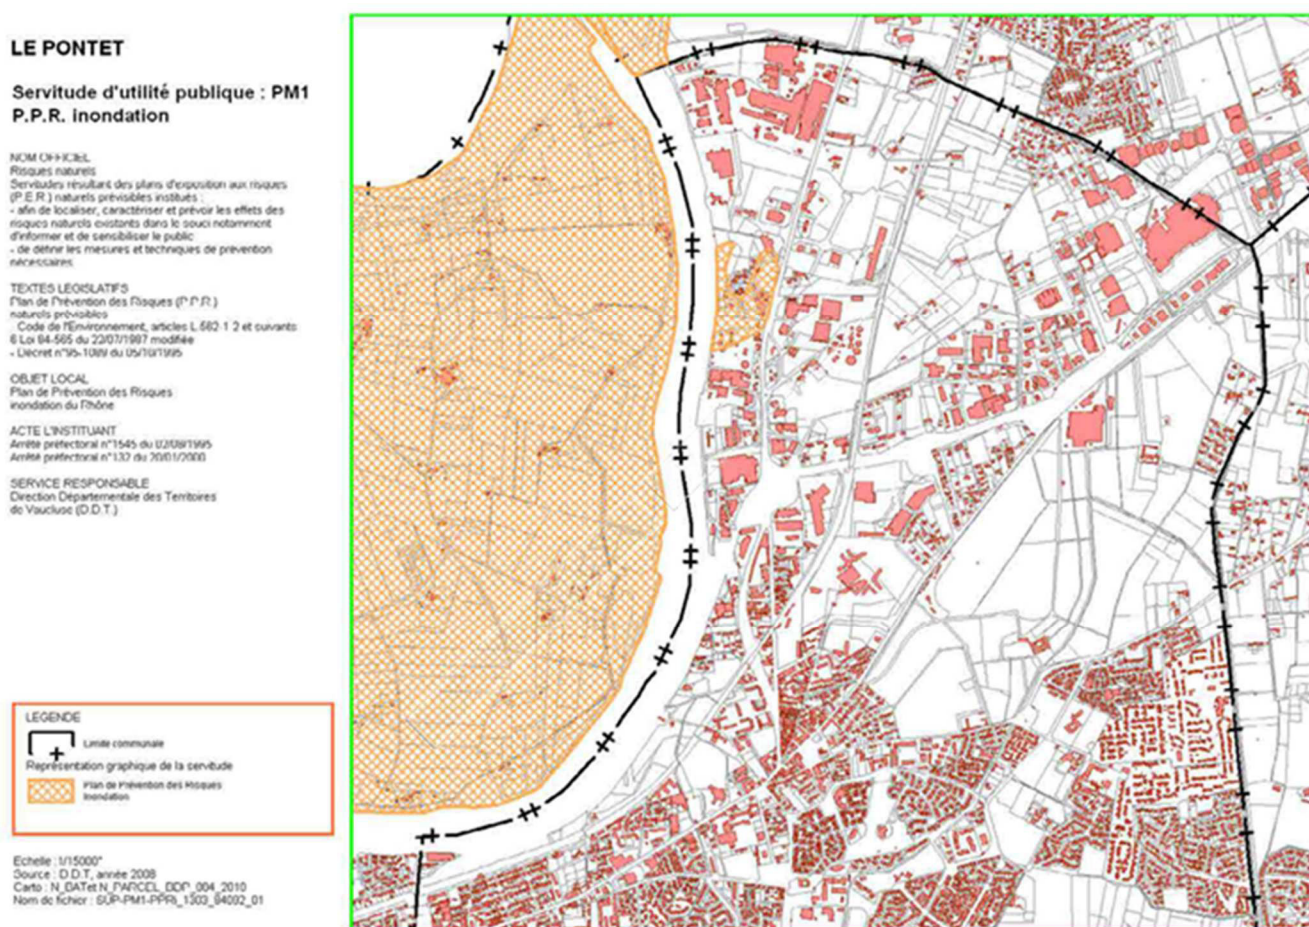 LE PONTET
Servitude d'utilité publique : PM1
P.P.R. inondation
NOM OFFICIEL
Risques naturels
Servitudes résultant des plans d'exposition aux risques
(P.E.R.) naturels prévisibles institués :
- afin de localiser, caractériser et prévoir les effets des
risques naturels existants dans le souci notamment
d'informer et de sensibiliser le public
- de définir les mesures et techniques de prévention
nécessaires
TEXTES LEGISLATIFS
Plan de Prévention des Risques (P.P.R.)
naturels prévisibles
Code de l'Environnement, articles L.562-1 2 et suivants
Loi du 22/07/1987 modifiée
- Décret n°95-1089 du 05/10/1995
OBJET LOCAL
Plan de Prévention des Risques
inondation du Rhône
ACTE L'INSTITUANT
Arrêté préfectoral n°1545 du 02/08/1995
Arrêté préfectoral n°132 du 20/01/2000
SERVICE RESPONSABLE
Direction Départementale des Territoires
de Vaucluse (D.D.T.)
LEGENDE
Limite communale
Représentation graphique de la servitude
Plan de Prévention des Risques
Inondation
Echelle : 1/15000°
Source : D.D.T, année 2008
Carto : N_BATet N_PARCEL_BDP_004_2010
Nom de fichier : SUP-PM1-PPRi_1303_84092_01